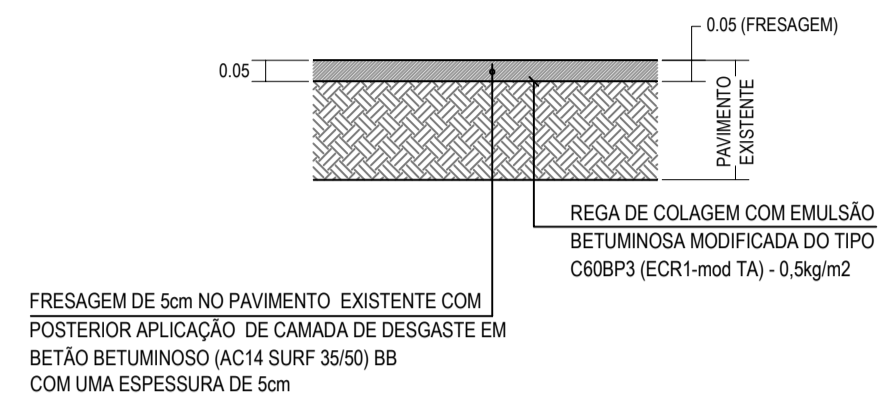 0.05 (FRESAGEM)
0.05
PAVIMENTO
EXISTENTE
REGA DE COLAGEM COM EMULSÃO
BETUMINOSA MODIFICADA DO TIPO
C60BP3 (ECR1-mod TA) - 0,5kg/m2
FRESAGEM DE 5cm NO PAVIMENTO EXISTENTE COM
POSTERIOR APLICAÇÃO DE CAMADA DE DESGASTE EM
BETÃO BETUMINOSO (AC14 SURF 35/50) BB
COM UMA ESPESSURA DE 5cm